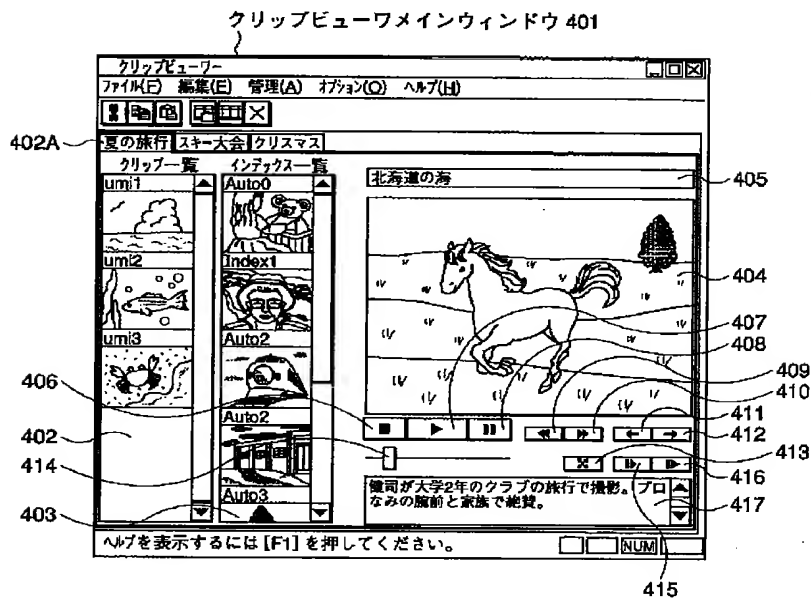 クリップビューワメインウィンドウ 401
クリップビューワー
ファイル(F) 編集(E) 管理(A) オプション(O) ヘルプ(H)
402A
夏の旅行 スキー大会 クリスマス
クリップ一覧 インデックス一覧
umi1
umi2
umi3
Auto0
Index1
Auto2
Auto2
Auto3
北海道の海
405
404
407
408
409
410
411
412
413
416
417
415
406
402
414
403
健司が大学2年のクラブの旅行で撮影。プロ
なみの腕前と家族で絶賛。
ヘルプを表示するには [F1] を押してください。
NUM